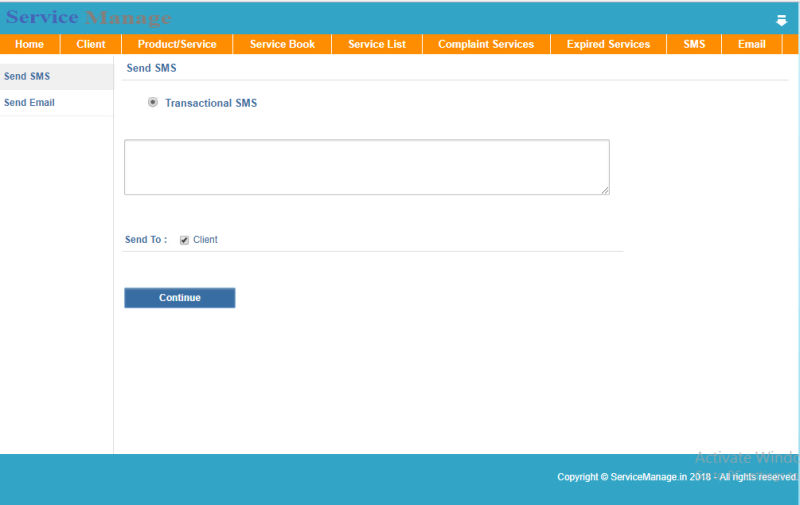 Service Manage
Home Client Product/Service Service Book Service List Complaint Services Expired Services SMS Email
Send SMS
Send Email
Send SMS
Transactional SMS
Send To : Client
Continue
Activate Windo
Copyright © ServiceManage.in 2018 - All rights reserved.